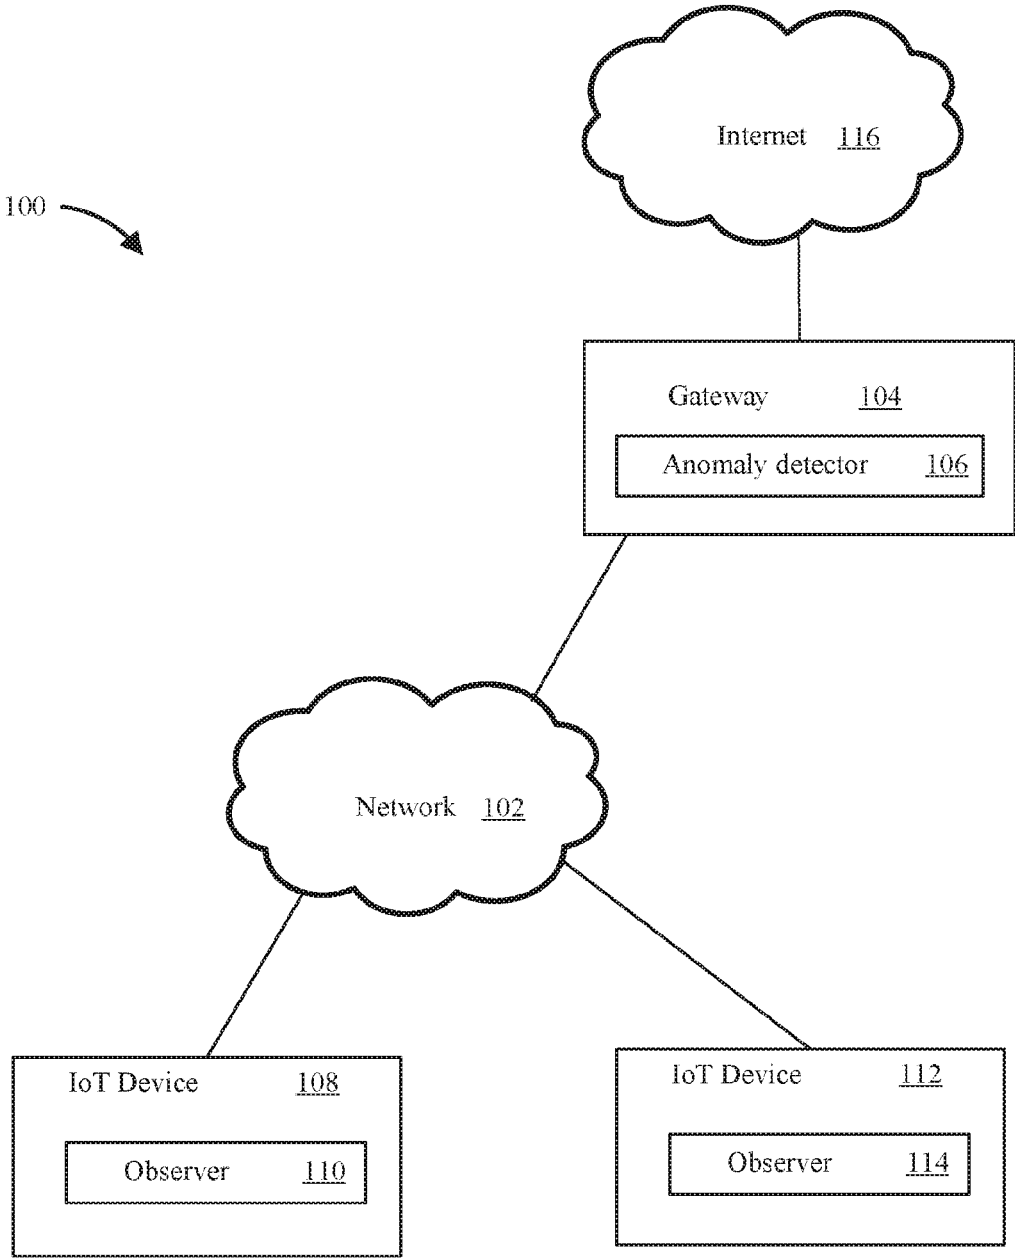 Internet 116
100
Gateway 104
Anomaly detector 106
Network 102
IoT Device 108
Observer 110
IoT Device 112
Observer 114